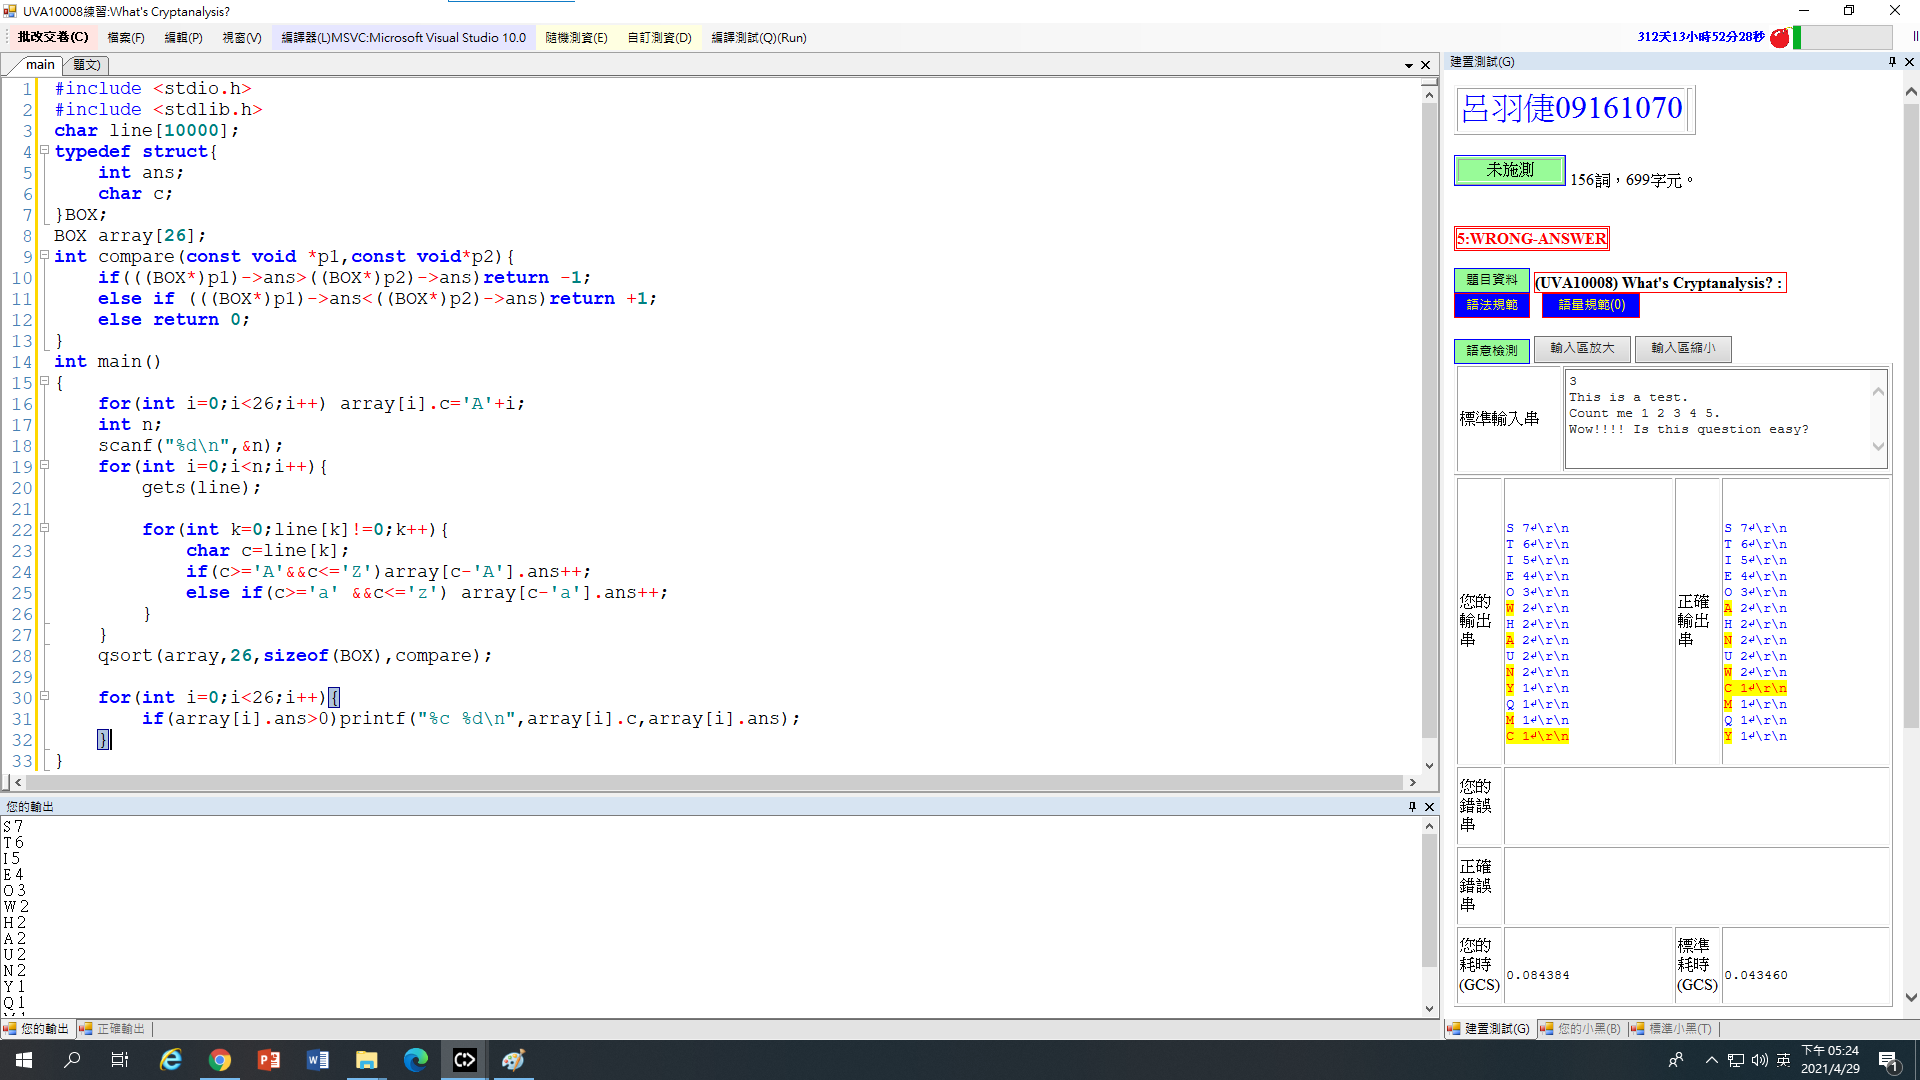 UVA10008練習:What's Cryptanalysis?
批改交卷(C) 檔案(F) 編輯(P) 視窗(V) 編譯器(L)MSVC:Microsoft Visual Studio 10.0 隨機測資(E) 自訂測資(D) 編譯測試(Q)(Run) 312天13小時52分28秒
main 題文)
1 #include <stdio.h>
2 #include <stdlib.h>
3 char line[10000];
4 typedef struct{
5 int ans;
6 char c;
7 }BOX;
8 BOX array[26];
9 int compare(const void *p1,const void*p2){
10 if(((BOX*)p1)->ans>((BOX*)p2)->ans)return -1;
11 else if (((BOX*)p1)->ans<((BOX*)p2)->ans)return +1;
12 else return 0;
13 }
14 int main()
15 {
16 for(int i=0;i<26;i++) array[i].c='A'+i;
17 int n;
18 scanf("%d\n",&n);
19 for(int i=0;i<n;i++){
20 gets(line);
21
22 for(int k=0;line[k]!=0;k++){
23 char c=line[k];
24 if(c>='A'&&c<='Z')array[c-'A'].ans++;
25 else if(c>='a' &&c<='z') array[c-'a'].ans++;
26 }
27 }
28 qsort(array,26,sizeof(BOX),compare);
29
30 for(int i=0;i<26;i++){
31 if(array[i].ans>0)printf("%c %d\n",array[i].c,array[i].ans);
32 }
33 }
您的輸出
S 7
T 6
I 5
E 4
O 3
W 2
H 2
A 2
U 2
N 2
Y 1
Q 1
您的輸出 正確輸出
建置測試(G)
呂羽倢09161070
未施測 156詞，699字元。
5:WRONG-ANSWER
題目資料 (UVA10008) What's Cryptanalysis? :
語法規範 語量規範(0)
語意檢測 輸入區放大 輸入區縮小
標準輸入串
3
This is a test.
Count me 1 2 3 4 5.
Wow!!!! Is this question easy?
您的輸出串
S 7↲\r\n
T 6↲\r\n
I 5↲\r\n
E 4↲\r\n
O 3↲\r\n
W 2↲\r\n
H 2↲\r\n
A 2↲\r\n
U 2↲\r\n
N 2↲\r\n
Y 1↲\r\n
Q 1↲\r\n
M 1↲\r\n
C 1↲\r\n
正確輸出串
S 7↲\r\n
T 6↲\r\n
I 5↲\r\n
E 4↲\r\n
O 3↲\r\n
A 2↲\r\n
H 2↲\r\n
N 2↲\r\n
U 2↲\r\n
W 2↲\r\n
C 1↲\r\n
M 1↲\r\n
Q 1↲\r\n
Y 1↲\r\n
您的錯誤串
正確錯誤串
您的耗時(GCS) 0.084384 標準耗時(GCS) 0.043460
建置測試(G) 您的小黑(B) 標準小黑(T)
英 下午 05:24
2021/4/29
1